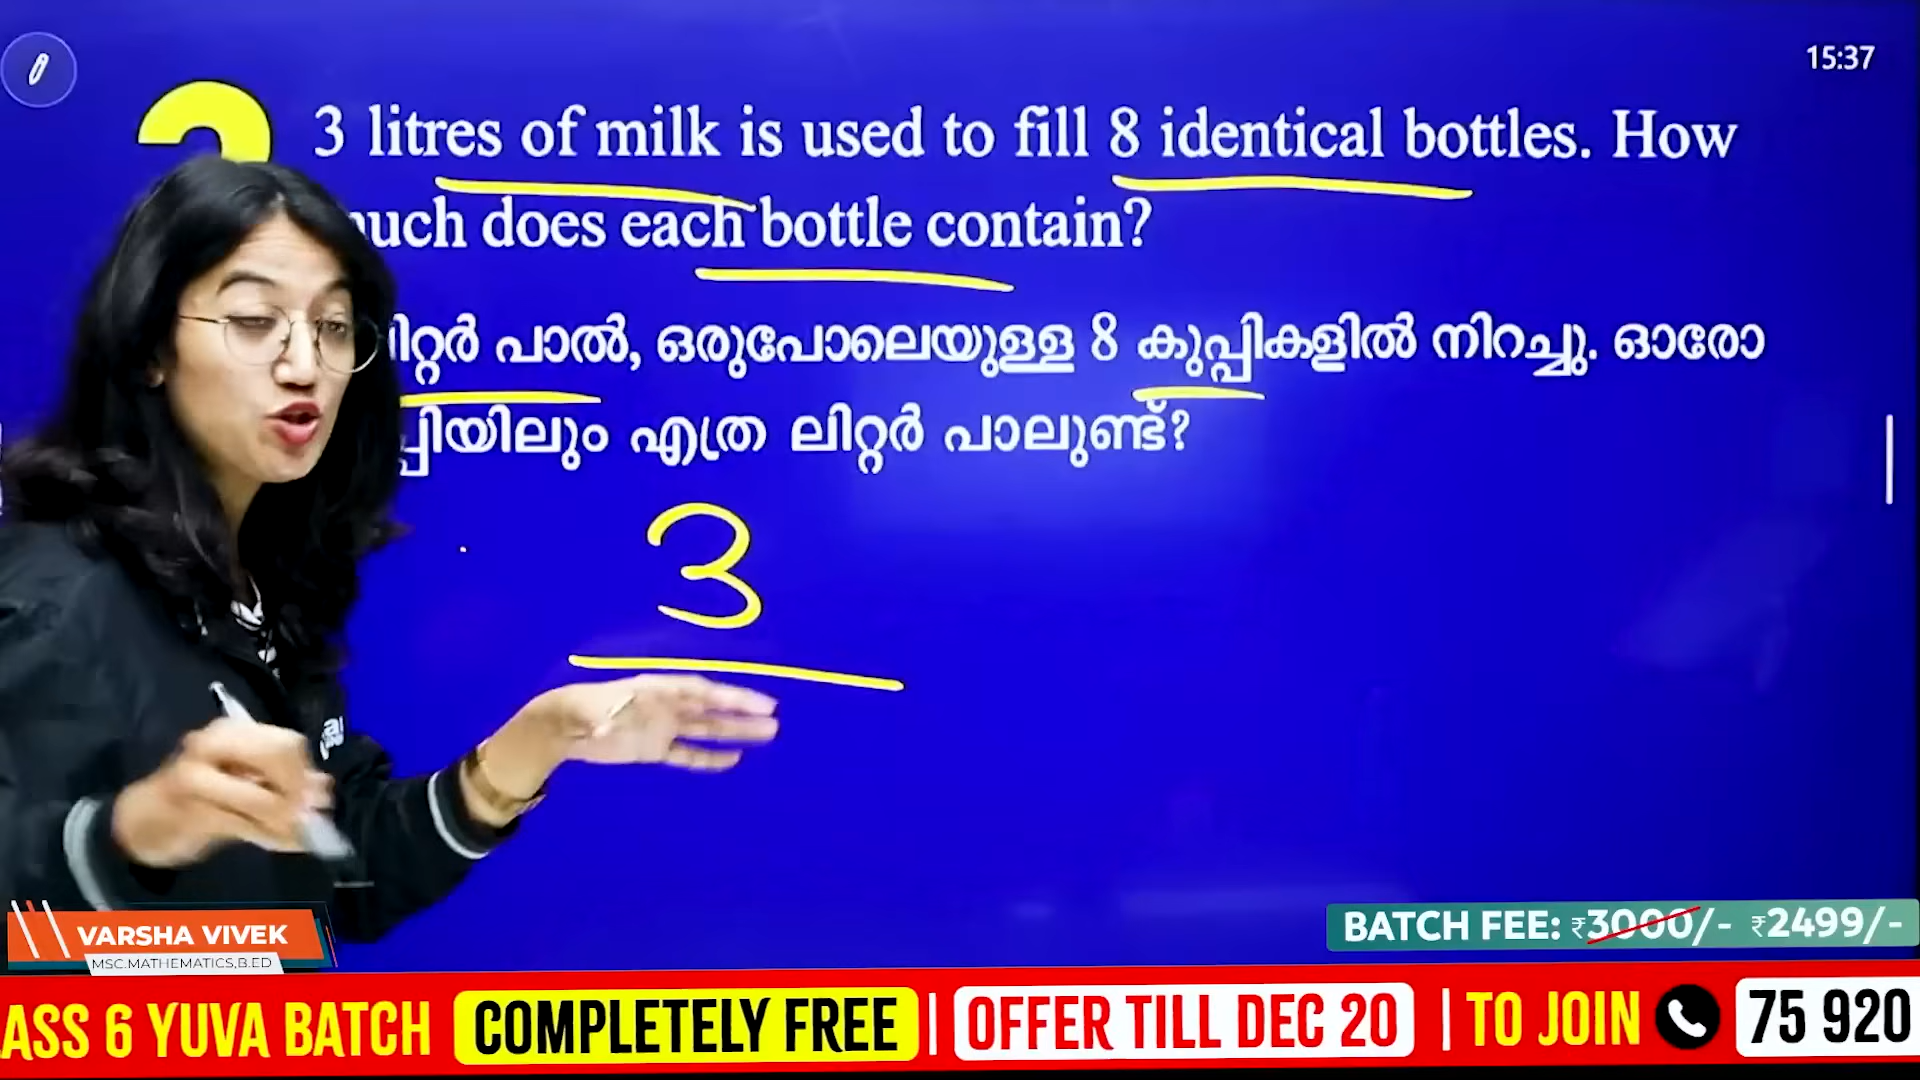 15:37
3 litres of milk is used to fill 8 identical bottles. How
much does each bottle contain?
ലിറ്റർ പാൽ, ഒരുപോലെയുള്ള 8 കുപ്പികളിൽ നിറച്ചു. ഓരോ
കുപ്പിയിലും എത്ര ലിറ്റർ പാലുണ്ട്?
3
VARSHA VIVEK
MSC.MATHEMATICS,B.ED
BATCH FEE: ₹3000/- ₹2499/-
ASS 6 YUVA BATCH COMPLETELY FREE | OFFER TILL DEC 20 | TO JOIN 75 920